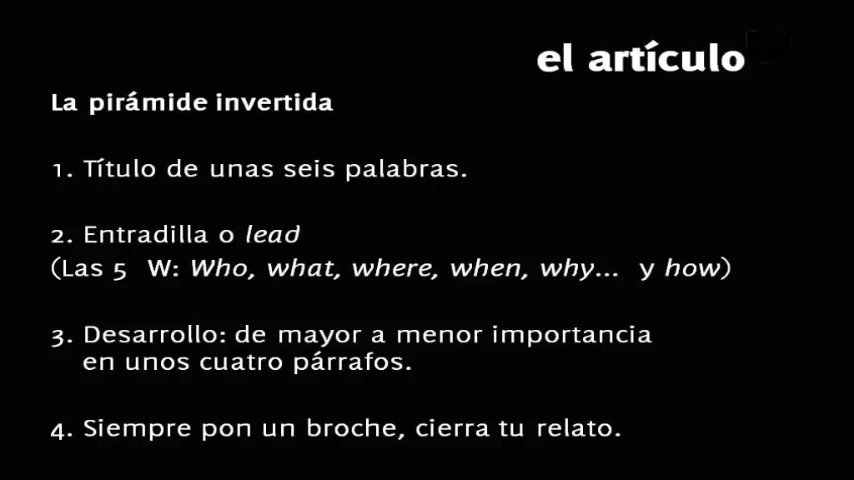 el artículo
La pirámide invertida
1. Título de unas seis palabras.
2. Entradilla o lead
(Las 5 W: Who, what, where, when, why... y how)
3. Desarrollo: de mayor a menor importancia
en unos cuatro párrafos.
4. Siempre pon un broche, cierra tu relato.